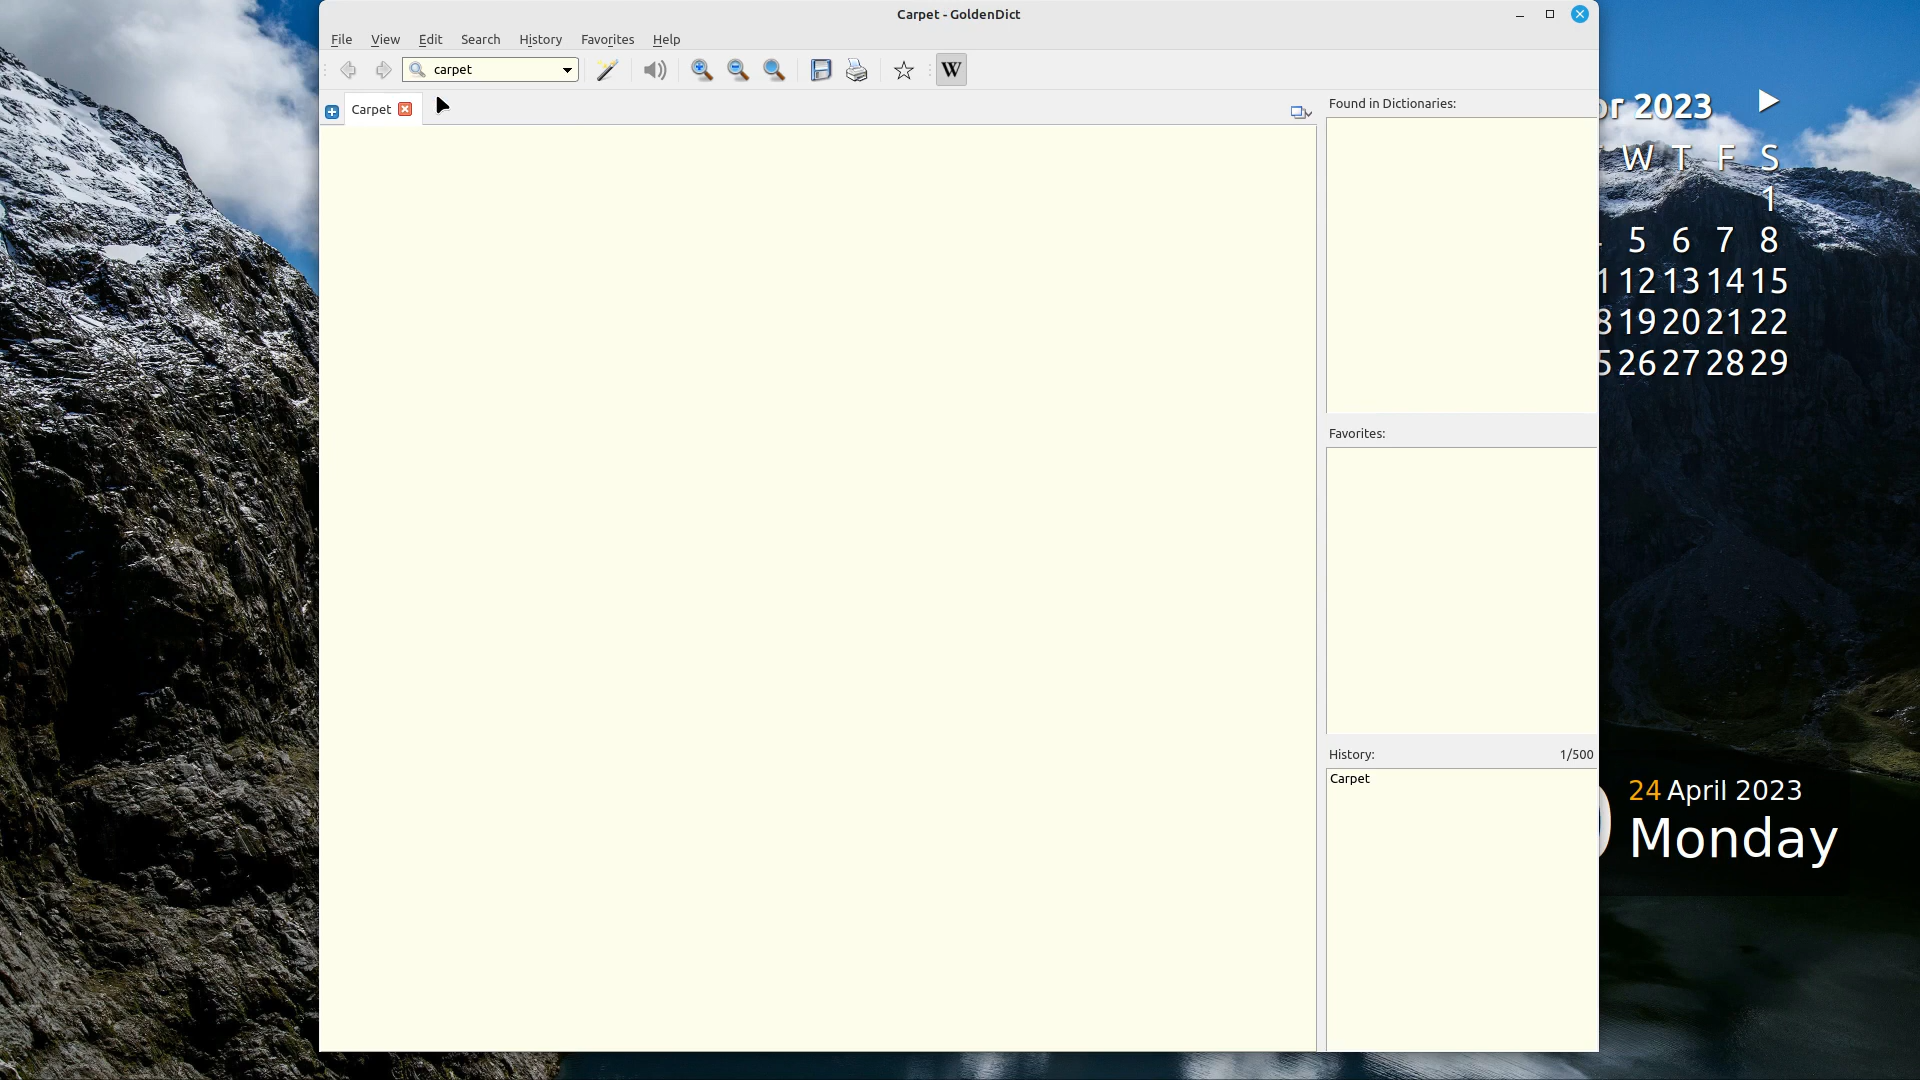 Carpet - GoldenDict
File View Edit Search History Favorites Help
carpet
W
Carpet
Found in Dictionaries:
Favorites:
History: 1/500
Carpet
r 2023
W T F S
1
5 6 7 8
12 13 14 15
19 20 21 22
26 27 28 29
24 April 2023
Monday